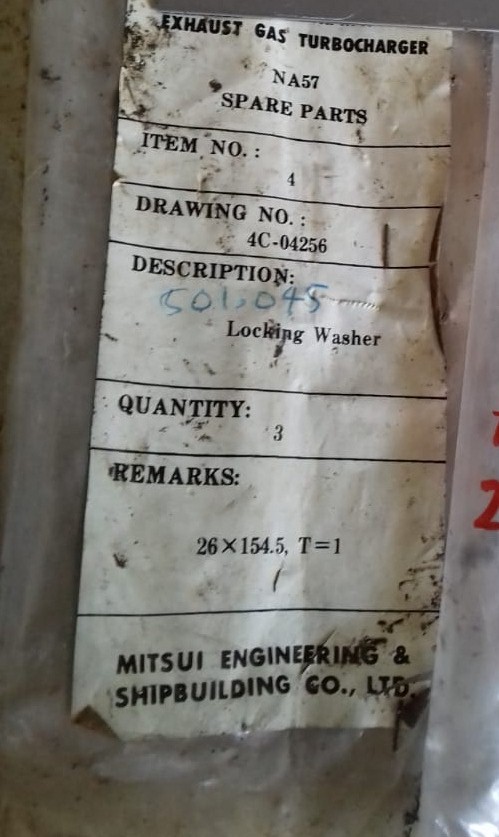 EXHAUST GAS TURBOCHARGER
NA57
SPARE PARTS
ITEM NO. :
4
DRAWING NO. :
4C-04256
DESCRIPTION:
501,045
Locking Washer
QUANTITY:
3
REMARKS:
26×154.5, T=1
MITSUI ENGINEERING &
SHIPBUILDING CO., LTD.